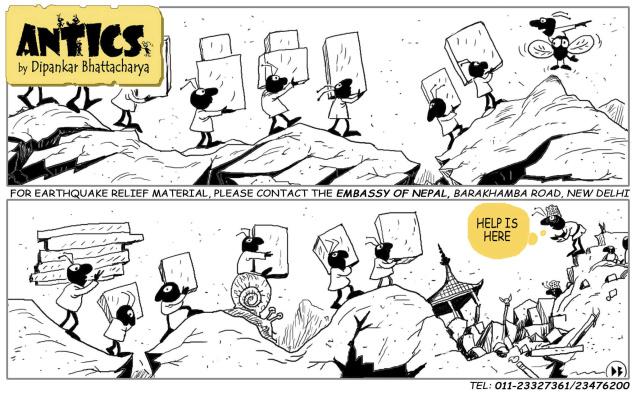 ANTICS
by Dipankar Bhattacharya
FOR EARTHQUAKE RELIEF MATERIAL, PLEASE CONTACT THE EMBASSY OF NEPAL, BARAKHAMBA ROAD, NEW DELHI
HELP IS
HERE
DB
TEL: 011-23327361/23476200